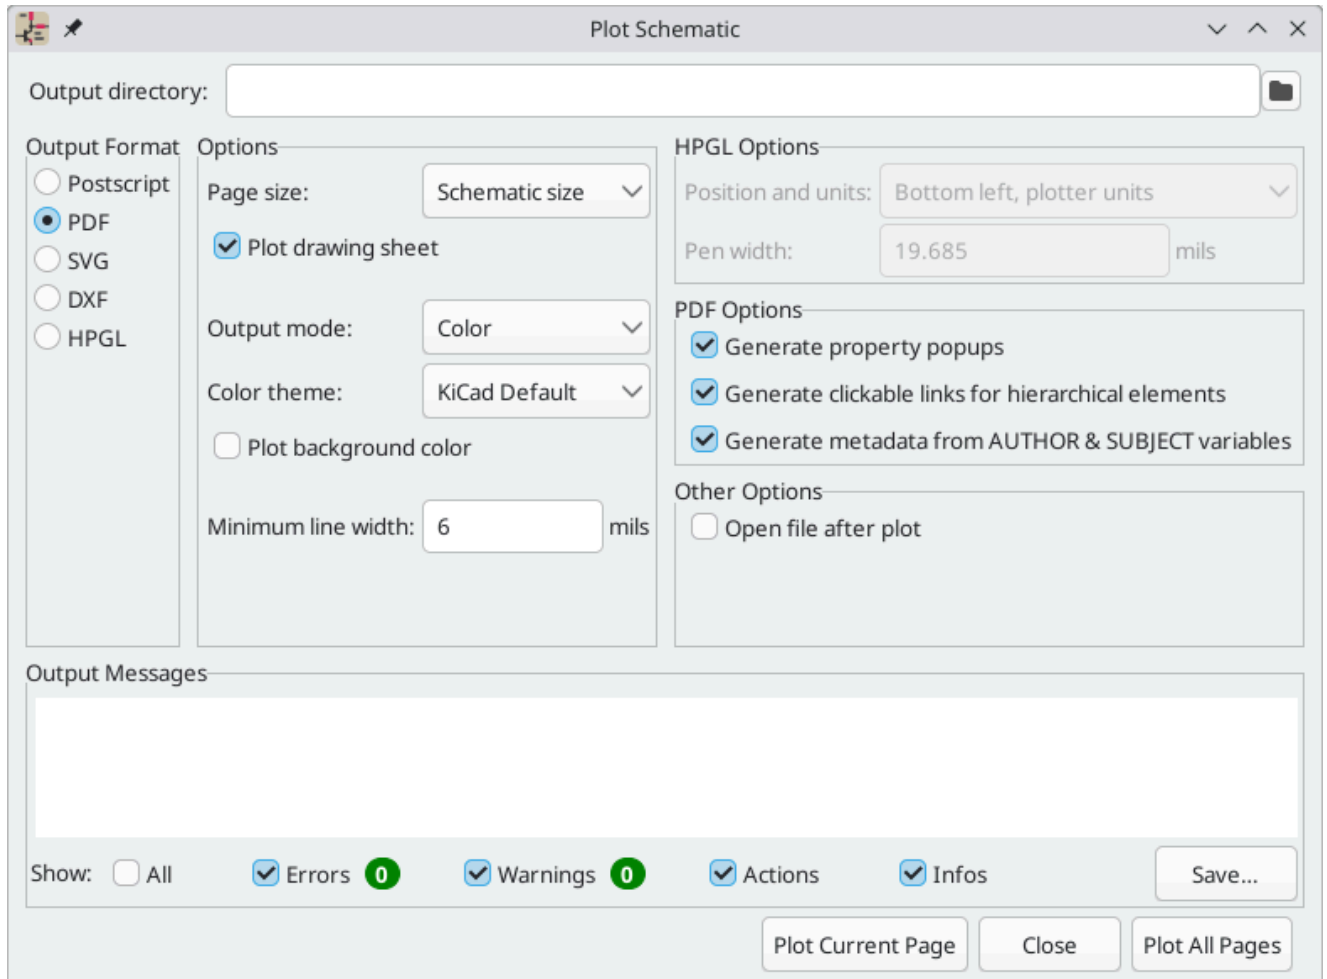 Plot Schematic
Output directory:
Output Format
Postscript
PDF
SVG
DXF
HPGL
Options
Page size: Schematic size
Plot drawing sheet
Output mode: Color
Color theme: KiCad Default
Plot background color
Minimum line width: 6 mils
HPGL Options
Position and units: Bottom left, plotter units
Pen width: 19.685 mils
PDF Options
Generate property popups
Generate clickable links for hierarchical elements
Generate metadata from AUTHOR & SUBJECT variables
Other Options
Open file after plot
Output Messages
Show: All Errors 0 Warnings 0 Actions Infos Save...
Plot Current Page Close Plot All Pages